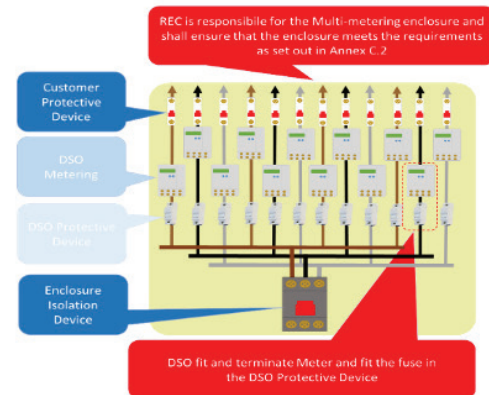 REC is responsibile for the Multi-metering enclosure and
shall ensure that the enclosure meets the requirements
as set out in Annex C.2
Customer
Protective
Device
DSO
Metering
DSO Protective
Device
Enclosure
Isolation
Device
DSO fit and terminate Meter and fit the fuse in
the DSO Protective Device